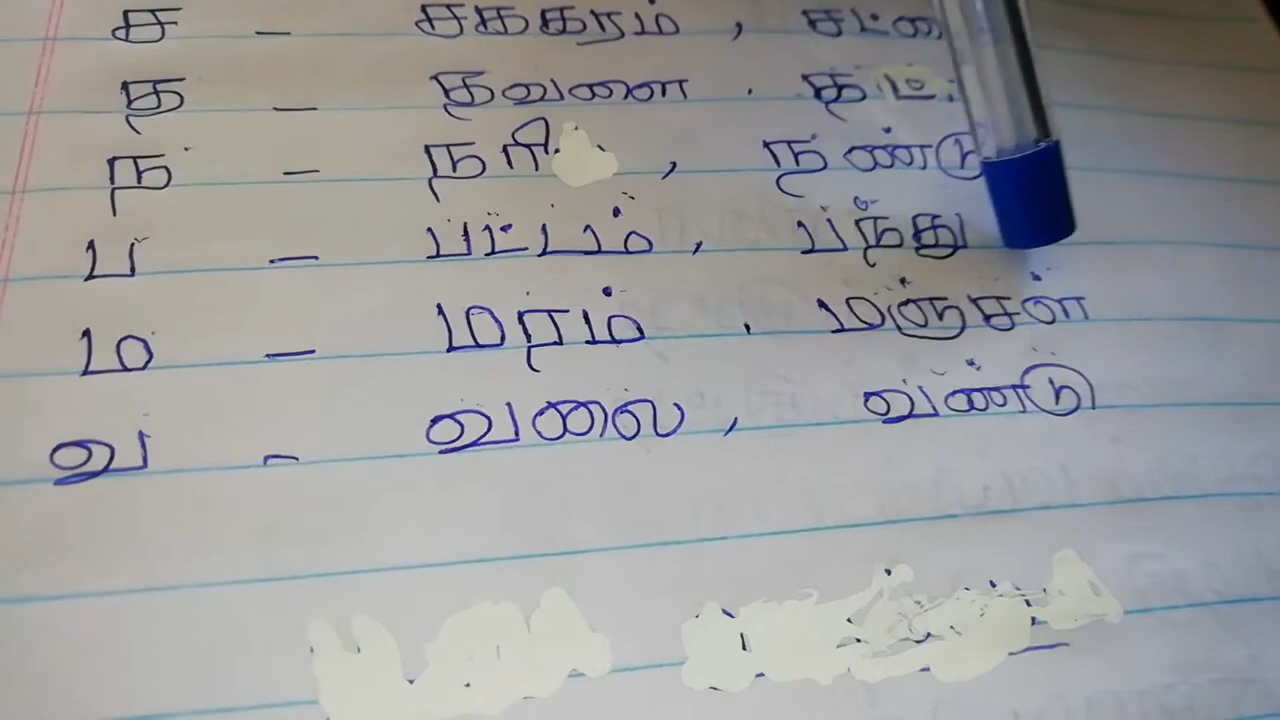 ச - சக்கரம் , சட்டை
த - தவளை .
ந - நரி , நண்டு
ப - பட்டம் , பந்து
ம - மரம் . மஞ்சள்
வ - வலை , வண்டு